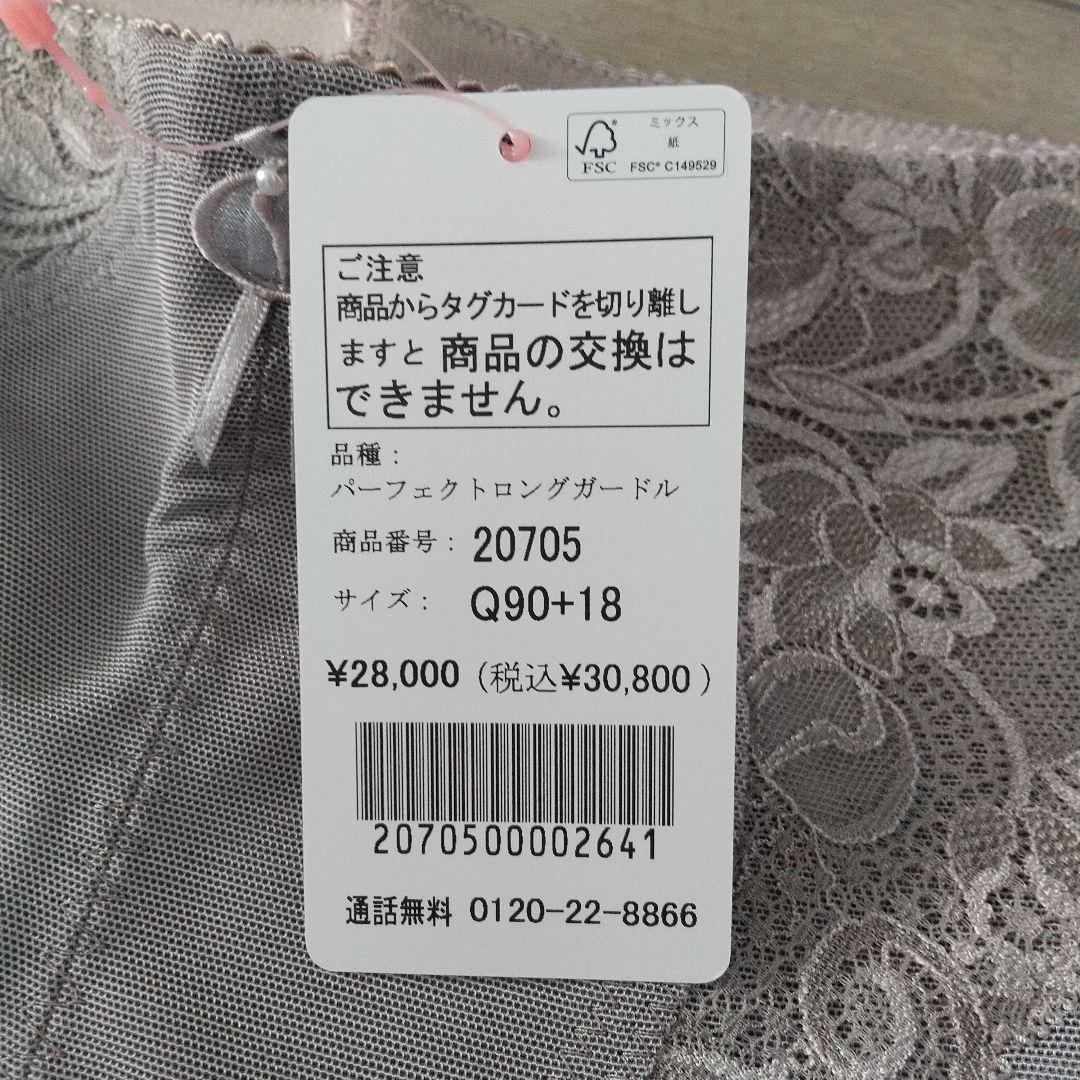 ミックス
紙
FSC
FSC® C149529
ご注意
商品からタグカードを切り離し
ますと 商品の交換は
できません。
品種：
パーフェクトロングガードル
商品番号： 20705
サイズ： Q90+18
¥28,000 (税込¥30,800)
2070500002641
通話無料 0120-22-8866